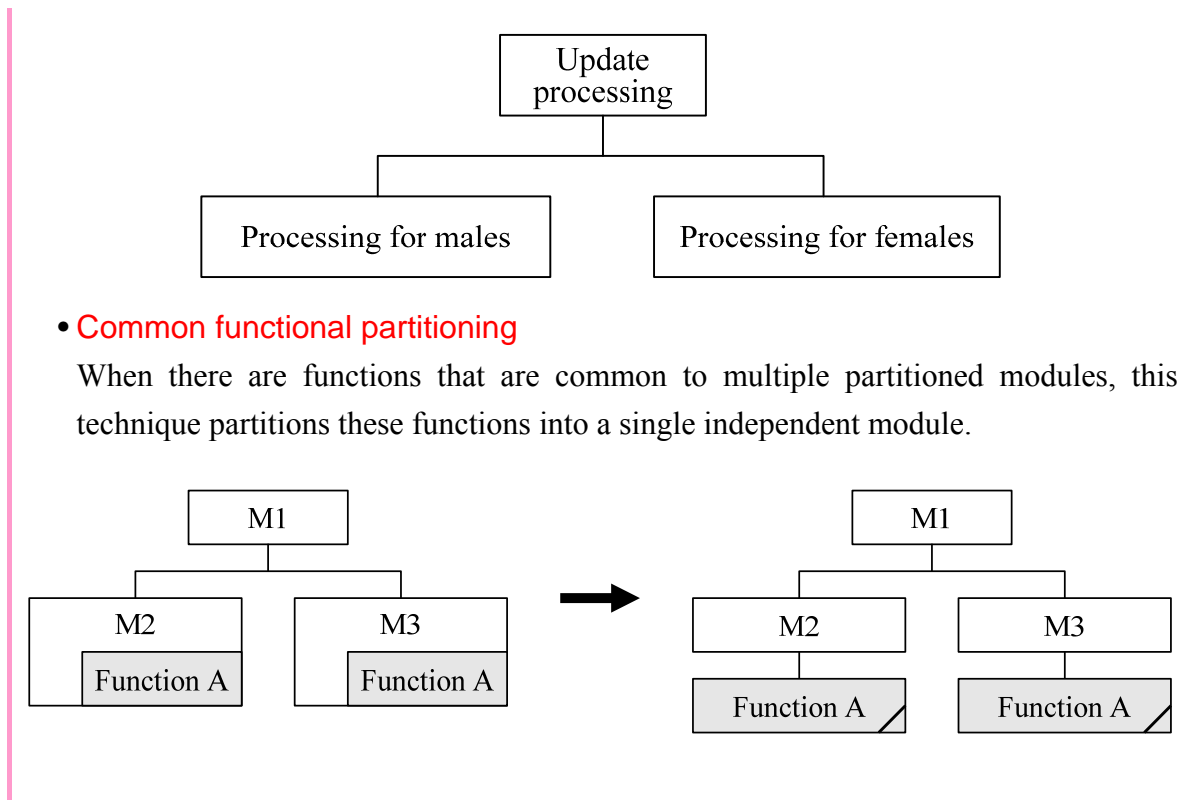 Update
processing
Processing for males
Processing for females
• Common functional partitioning
When there are functions that are common to multiple partitioned modules, this
technique partitions these functions into a single independent module.
M1
M2
M3
Function A
Function A
M1
M2
M3
Function A
Function A